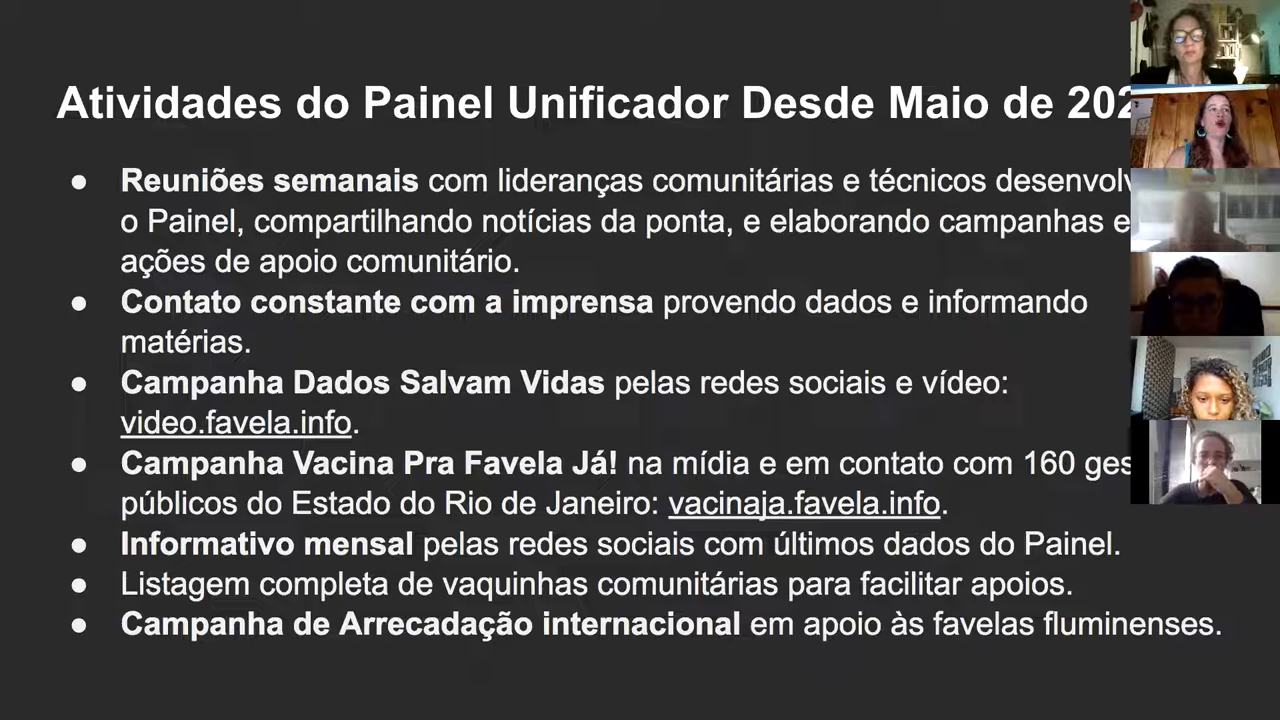 Atividades do Painel Unificador Desde Maio de 202
● Reuniões semanais com lideranças comunitárias e técnicos desenvolv
o Painel, compartilhando notícias da ponta, e elaborando campanhas e
ações de apoio comunitário.
● Contato constante com a imprensa provendo dados e informando
matérias.
● Campanha Dados Salvam Vidas pelas redes sociais e vídeo:
video.favela.info.
● Campanha Vacina Pra Favela Já! na mídia e em contato com 160 ges
públicos do Estado do Rio de Janeiro: vacinaja.favela.info.
● Informativo mensal pelas redes sociais com últimos dados do Painel.
● Listagem completa de vaquinhas comunitárias para facilitar apoios.
● Campanha de Arrecadação internacional em apoio às favelas fluminenses.